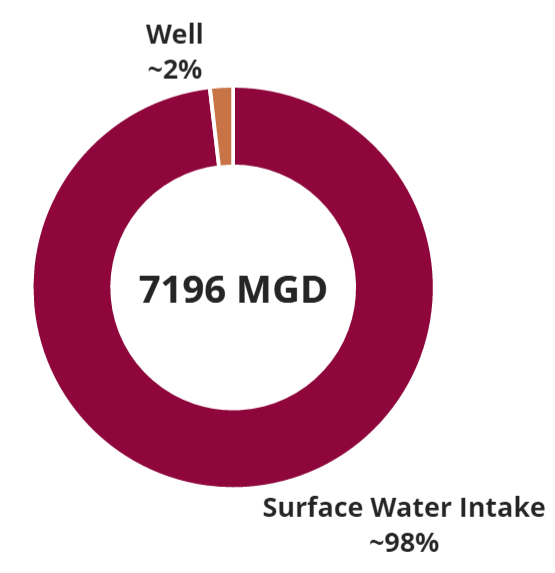 Well
~2%
7196 MGD
Surface Water Intake
~98%